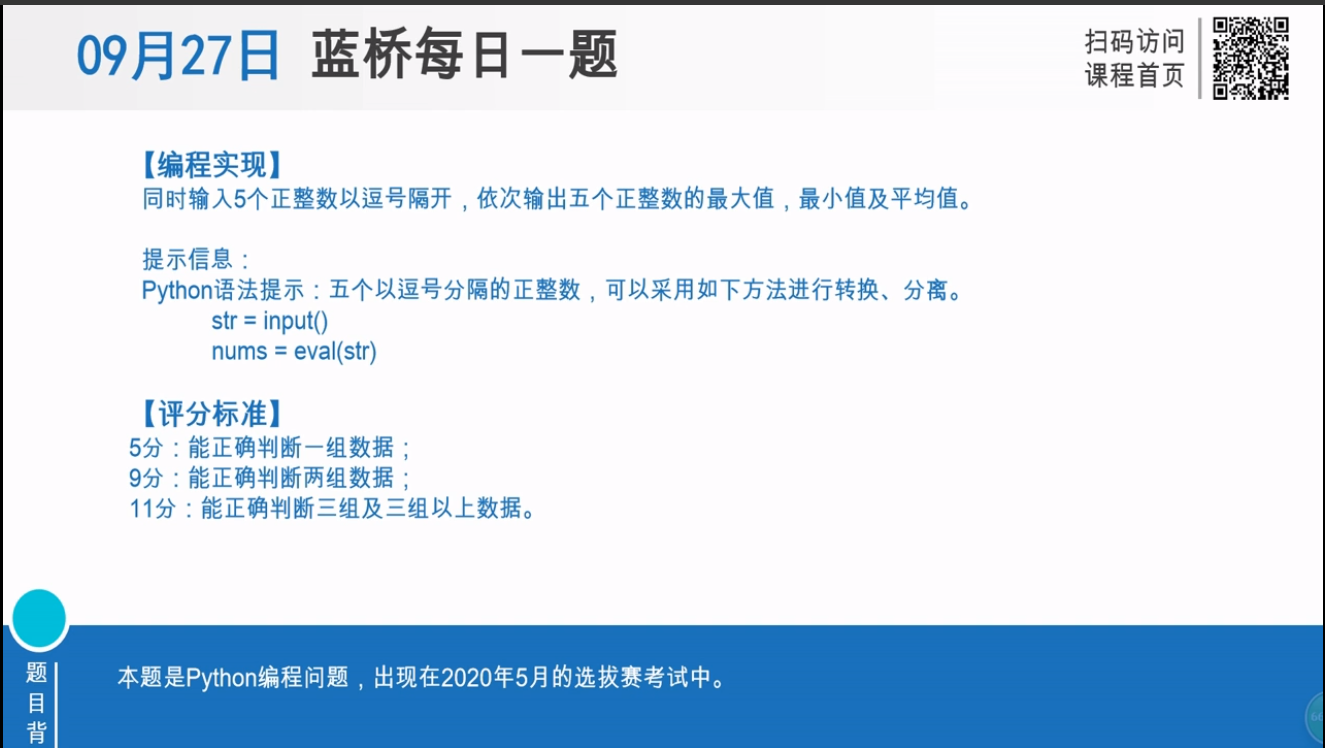 09月27日 蓝桥每日一题
扫码访问
课程首页
【编程实现】
同时输入5个正整数以逗号隔开，依次输出五个正整数的最大值，最小值及平均值。
提示信息：
Python语法提示：五个以逗号分隔的正整数，可以采用如下方法进行转换、分离。
str = input()
nums = eval(str)
【评分标准】
5分：能正确判断一组数据；
9分：能正确判断两组数据；
11分：能正确判断三组及三组以上数据。
题目背
本题是Python编程问题，出现在2020年5月的选拔赛考试中。